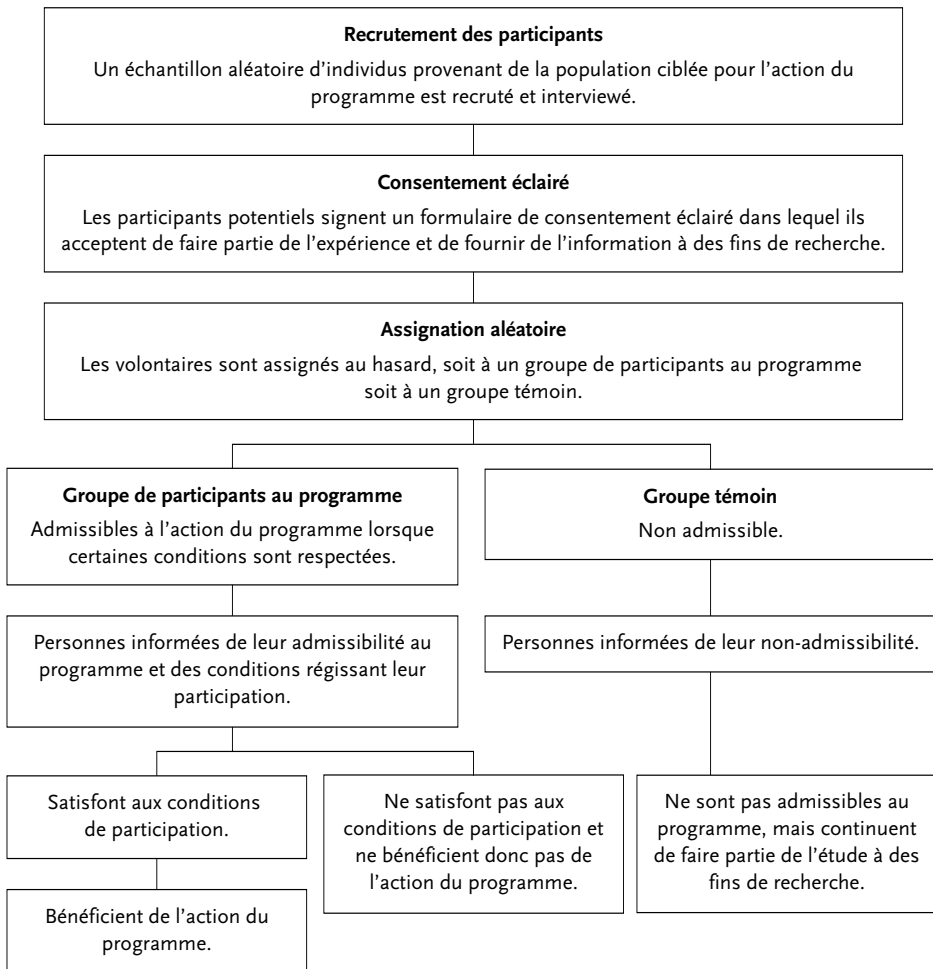 Recrutement des participants
Un échantillon aléatoire d’individus provenant de la population ciblée pour l’action du
programme est recruté et interviewé.
Consentement éclairé
Les participants potentiels signent un formulaire de consentement éclairé dans lequel ils
acceptent de faire partie de l’expérience et de fournir de l’information à des fins de recherche.
Assignation aléatoire
Les volontaires sont assignés au hasard, soit à un groupe de participants au programme
soit à un groupe témoin.
Groupe de participants au programme
Admissibles à l’action du programme lorsque
certaines conditions sont respectées.
Groupe témoin
Non admissible.
Personnes informées de leur admissibilité au
programme et des conditions régissant leur
participation.
Personnes informées de leur non-admissibilité.
Satisfont aux conditions
de participation.
Ne satisfont pas aux
conditions de participation et
ne bénéficient donc pas de
l’action du programme.
Ne sont pas admissibles au
programme, mais continuent
de faire partie de l’étude à des
fins de recherche.
Bénéficient de l’action du
programme.